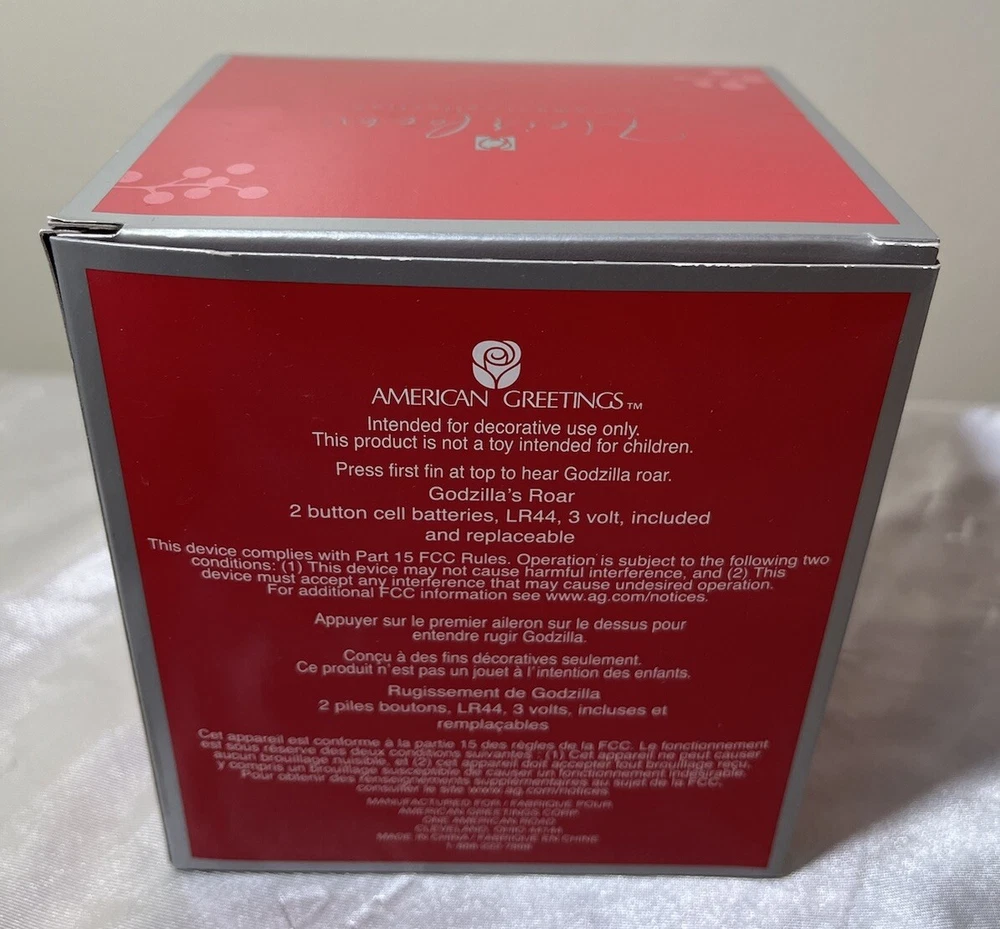 AMERICAN GREETINGS TM
Intended for decorative use only.
This product is not a toy intended for children.
Press first fin at top to hear Godzilla roar.
Godzilla's Roar
2 button cell batteries, LR44, 3 volt, included
and replaceable
This device complies with Part 15 FCC Rules. Operation is subject to the following two
conditions: (1) This device may not cause harmful interference, and (2) This
device must accept any interference that may cause undesired operation.
For additional FCC information see www.ag.com/notices.
Appuyer sur le premier aileron sur le dessus pour
entendre rugir Godzilla.
Conçu à des fins décoratives seulement.
Ce produit n'est pas un jouet à l'intention des enfants.
Rugissement de Godzilla
2 piles boutons, LR44, 3 volts, incluses et
remplaçables
Cet appareil est conforme à la partie 15 des règles de la FCC. Le fonctionnement
est sous réserve des deux conditions suivantes : (1) Cet appareil ne peut causer
aucun brouillage nuisible, et (2) cet appareil doit accepter tout brouillage reçu,
y compris un brouillage susceptible de causer un fonctionnement indésirable.
Pour obtenir des renseignements supplémentaires au sujet de la FCC,
consulter le site www.ag.com/notices.
MANUFACTURED FOR / FABRIQUÉ POUR
AMERICAN GREETINGS CORP.
ONE AMERICAN ROAD
CLEVELAND, OHIO 44144
MADE IN CHINA / FABRIQUÉ EN CHINE